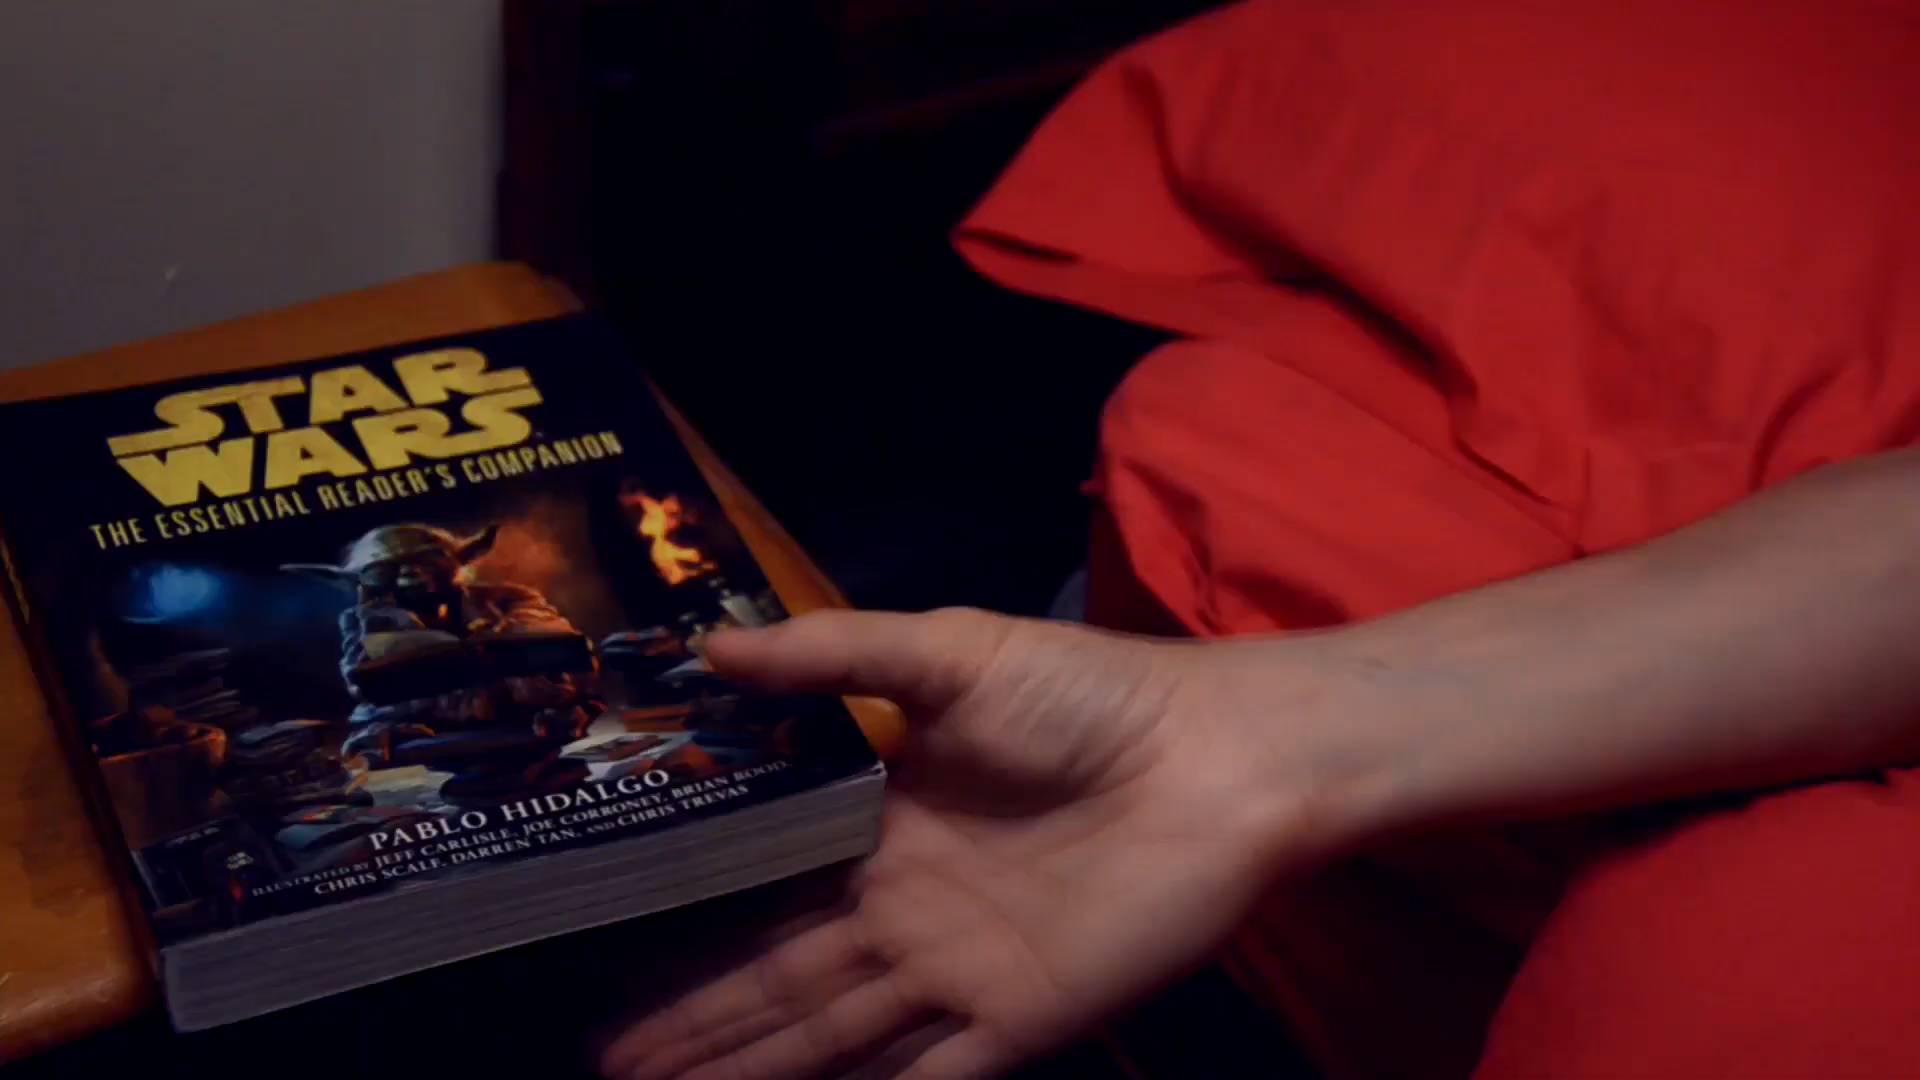 STAR
WARS
THE ESSENTIAL READER'S COMPANION
PABLO HIDALGO
ILLUSTRATED BY JEFF CARLISLE, JOE CORRONEY, BRIAN ROOD,
CHRIS SCALF, DARREN TAN, AND CHRIS TREVAS